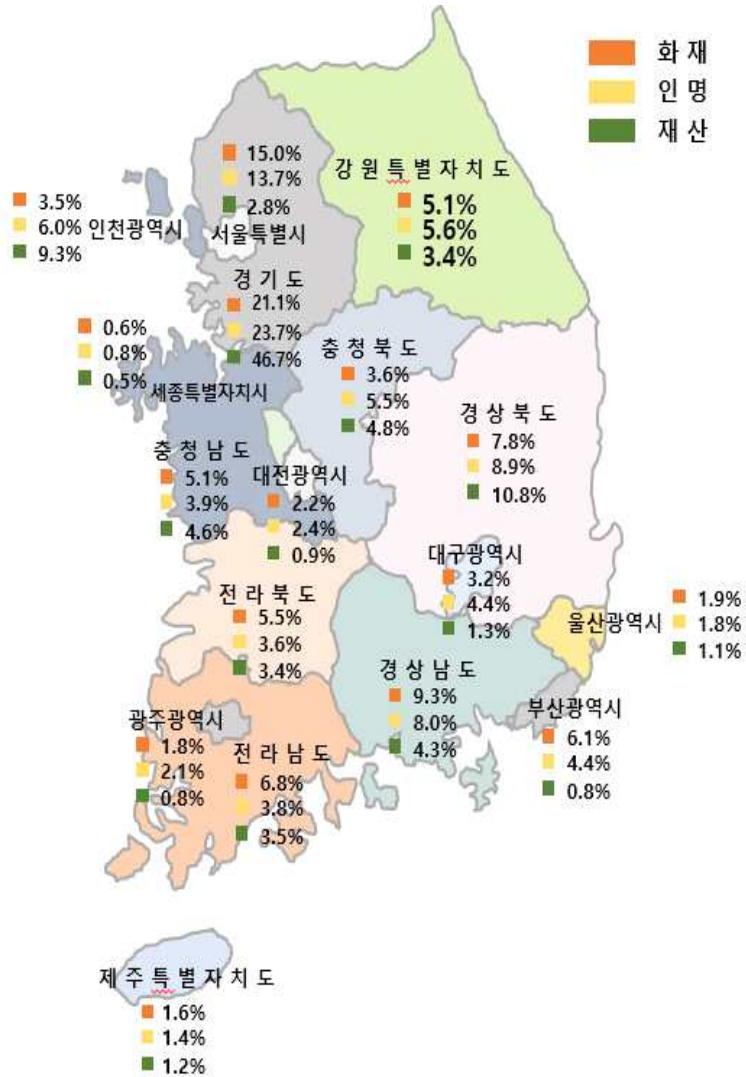 화 재
인 명
재 산
15.0%
13.7%
2.8%
서울특별시
강 원 특 별 자 치 도
5.1%
5.6%
3.4%
3.5%
6.0%
9.3%
인천광역시
경 기 도
21.1%
23.7%
46.7%
0.6%
0.8%
0.5%
세종특별자치시
충 청 북 도
3.6%
5.5%
4.8%
경 상 북 도
7.8%
8.9%
10.8%
충 청 남 도
5.1%
3.9%
4.6%
대전광역시
2.2%
2.4%
0.9%
대구광역시
3.2%
4.4%
1.3%
전 라 북 도
5.5%
3.6%
3.4%
울산광역시
1.9%
1.8%
1.1%
경 상 남 도
9.3%
8.0%
4.3%
부산광역시
6.1%
4.4%
0.8%
광주광역시
1.8%
2.1%
0.8%
전 라 남 도
6.8%
3.8%
3.5%
제 주 특 별 자 치 도
1.6%
1.4%
1.2%